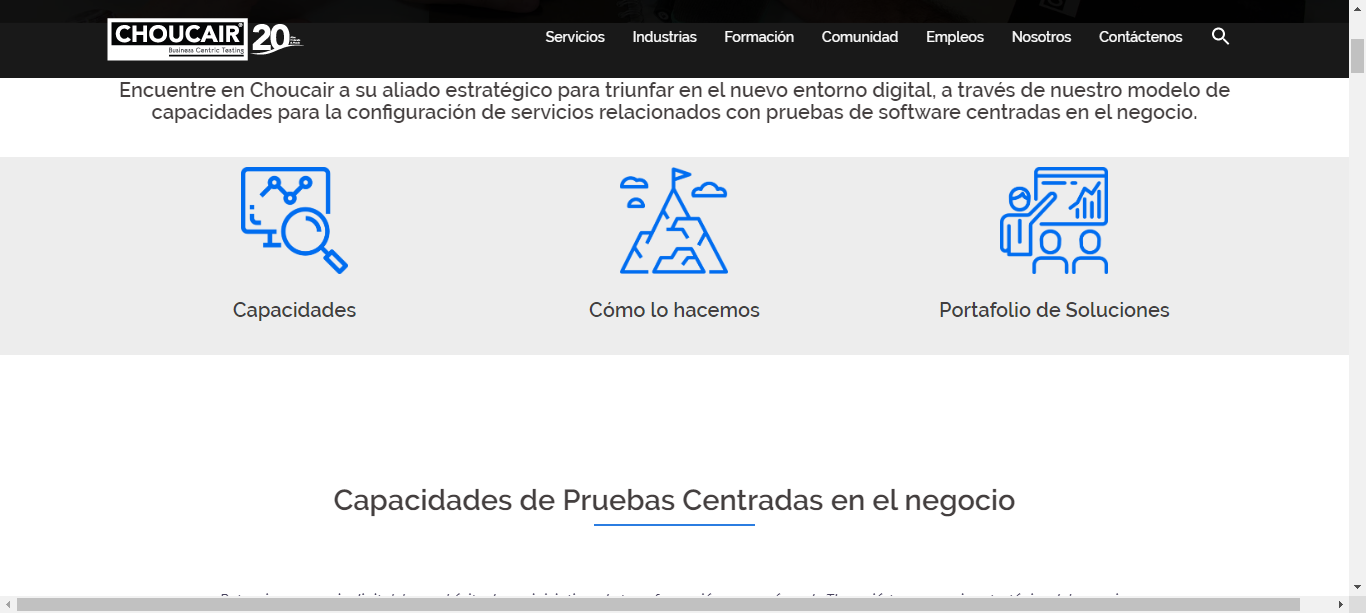 CHOUCAIR
Business Centric Testing
20
Servicios Industrias Formación Comunidad Empleos Nosotros Contáctenos
Encuentre en Choucair a su aliado estratégico para triunfar en el nuevo entorno digital, a través de nuestro modelo de
capacidades para la configuración de servicios relacionados con pruebas de software centradas en el negocio.
Capacidades Cómo lo hacemos Portafolio de Soluciones
Capacidades de Pruebas Centradas en el negocio